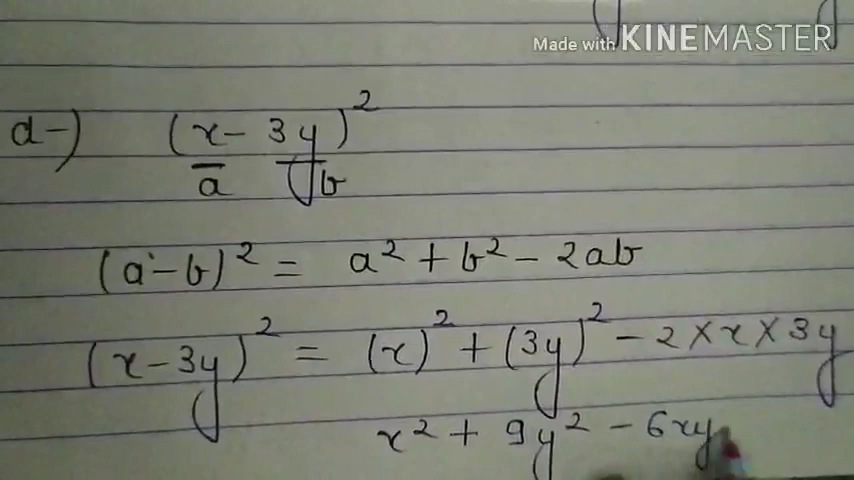 Made with KINEMASTER
d-) (x - 3y)²
a b
(a - b)² = a² + b² - 2ab
(x - 3y)² = (x)² + (3y)² - 2 × x × 3y
x² + 9y² - 6xy